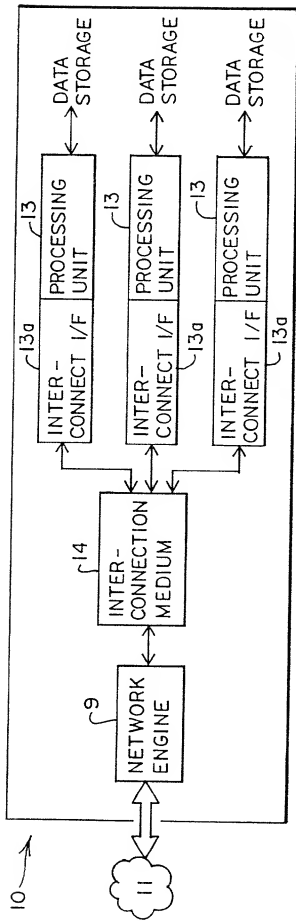 10
11
9
NETWORK
ENGINE
14
INTER-
CONNECTION
MEDIUM
13a
13
INTER-
CONNECT I/F
PROCESSING
UNIT
DATA
STORAGE
13
INTER-
CONNECT I/F
13a
PROCESSING
UNIT
DATA
STORAGE
13
INTER-
CONNECT I/F
13a
PROCESSING
UNIT
DATA
STORAGE